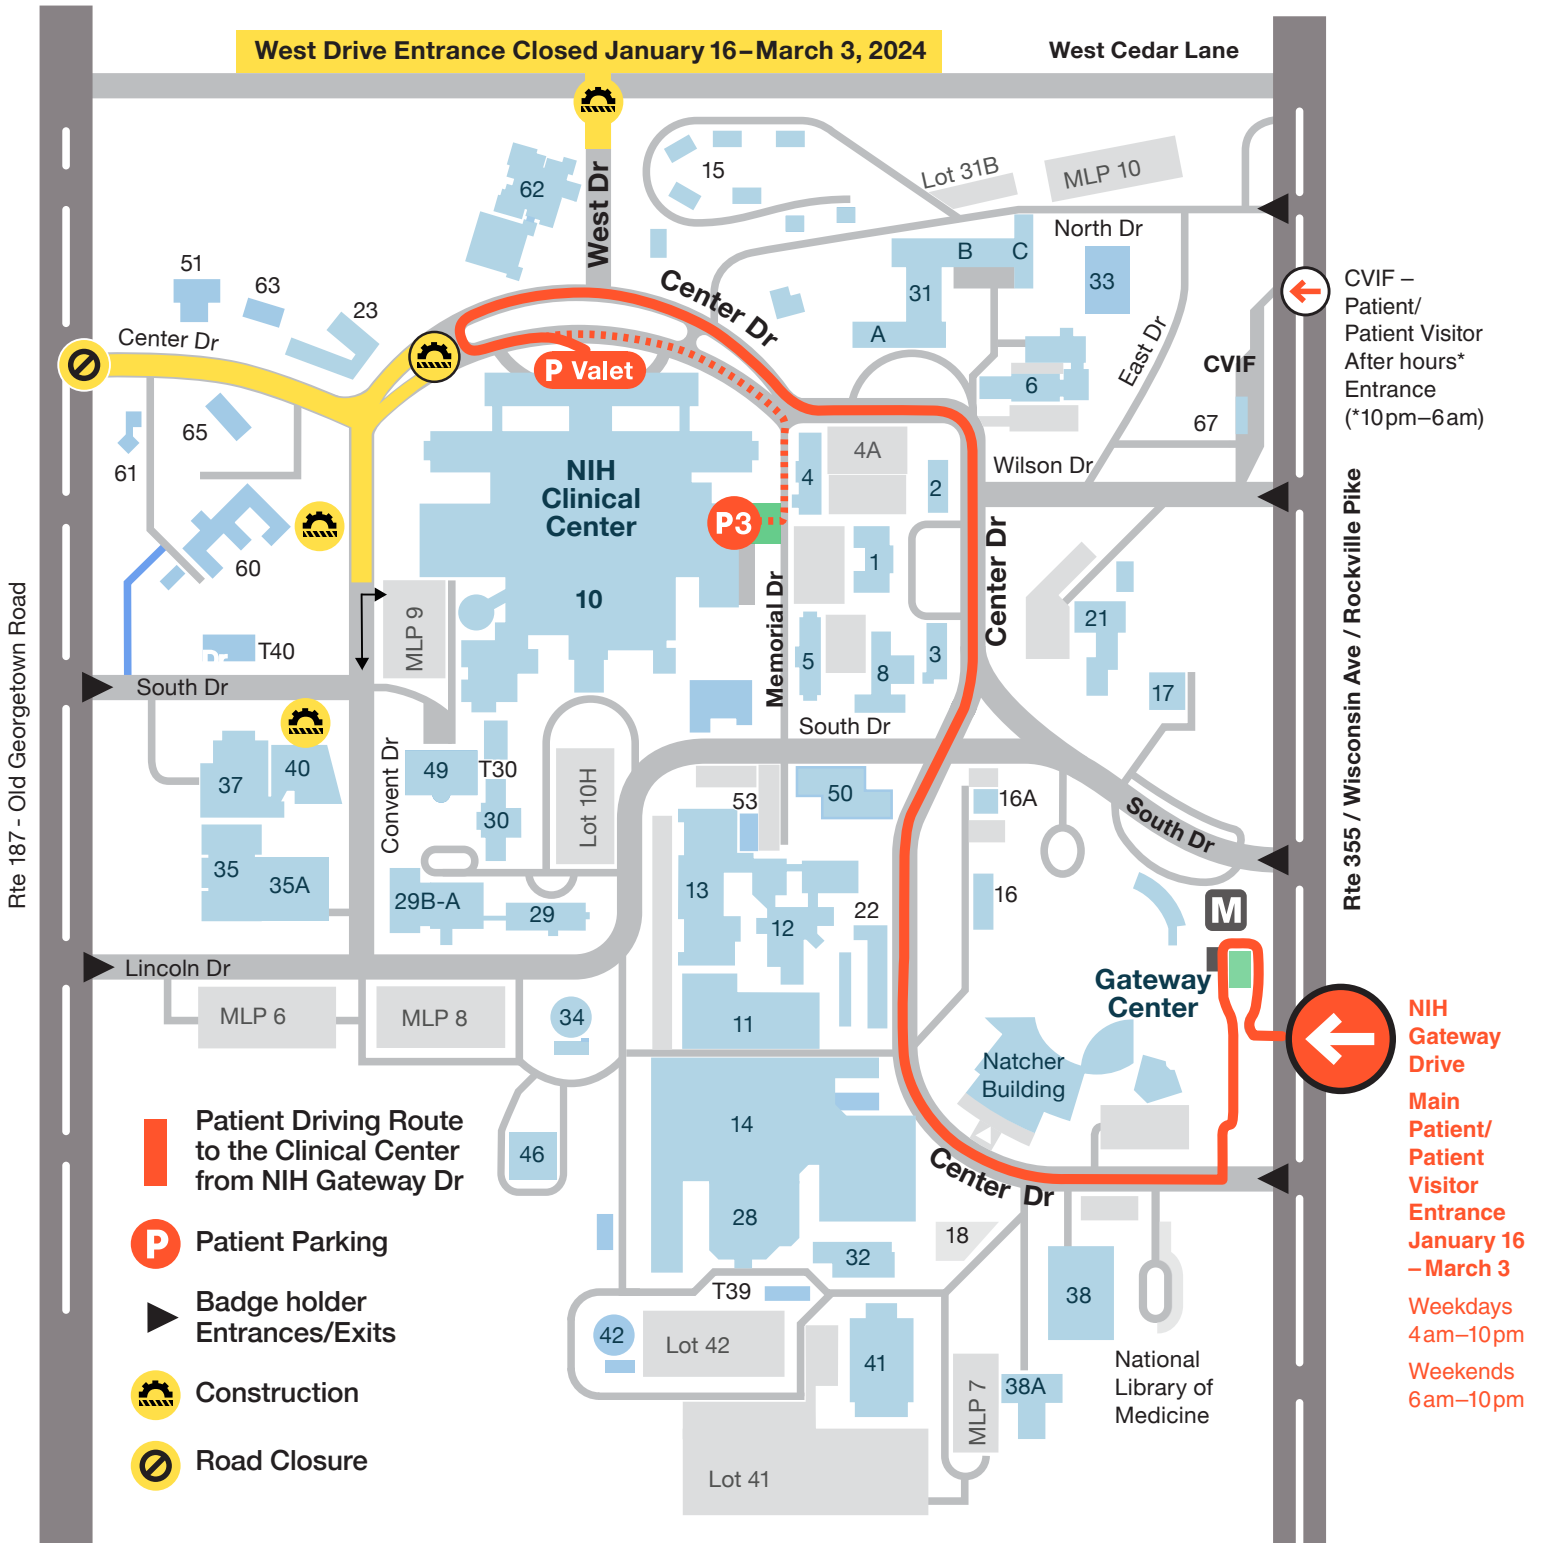 West Drive Entrance Closed January 16–March 3, 2024
West Cedar Lane
West Dr
62
15
Lot 31B
MLP 10
North Dr
B
C
31
A
33
51
63
23
Center Dr
Center Dr
P Valet
East Dr
6
CVIF
67
CVIF –
Patient/
Patient Visitor
After hours*
Entrance
(*10pm–6am)
65
61
60
T40
Dr
NIH
Clinical
Center
10
P3
4A
4
2
1
Wilson Dr
Center Dr
Memorial Dr
5
8
3
21
17
MLP 9
South Dr
South Dr
South Dr
37
40
35
35A
Convent Dr
49
T30
30
Lot 10H
29B-A
29
53
50
13
12
22
16A
16
M
Gateway
Center
Lincoln Dr
MLP 6
MLP 8
34
46
11
14
28
32
Natcher
Building
Center Dr
18
T39
42
Lot 42
41
Lot 41
MLP 7
38
38A
National
Library of
Medicine
Rte 187 - Old Georgetown Road
Rte 355 / Wisconsin Ave / Rockville Pike
NIH
Gateway
Drive
Main
Patient/
Patient
Visitor
Entrance
January 16
–March 3
Weekdays
4am–10pm
Weekends
6am–10pm
Patient Driving Route
to the Clinical Center
from NIH Gateway Dr
P
Patient Parking
Badge holder
Entrances/Exits
Construction
Road Closure